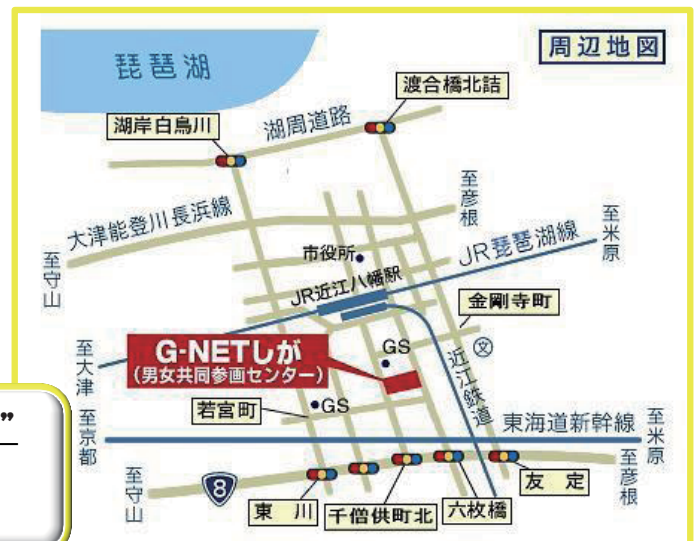 周辺地図
琵琶湖
渡合橋北詰
湖岸白鳥川
湖周道路
大津能登川長浜線
至彦根
至米原
至守山
市役所
JR琵琶湖線
JR近江八幡駅
金剛寺町
至大津
G-NETしが
(男女共同参画センター)
GS
文
近江鉄道
若宮町
GS
”
至京都
東海道新幹線
至米原
至守山
8
至彦根
東川
千僧供町北
六枚橋
友定